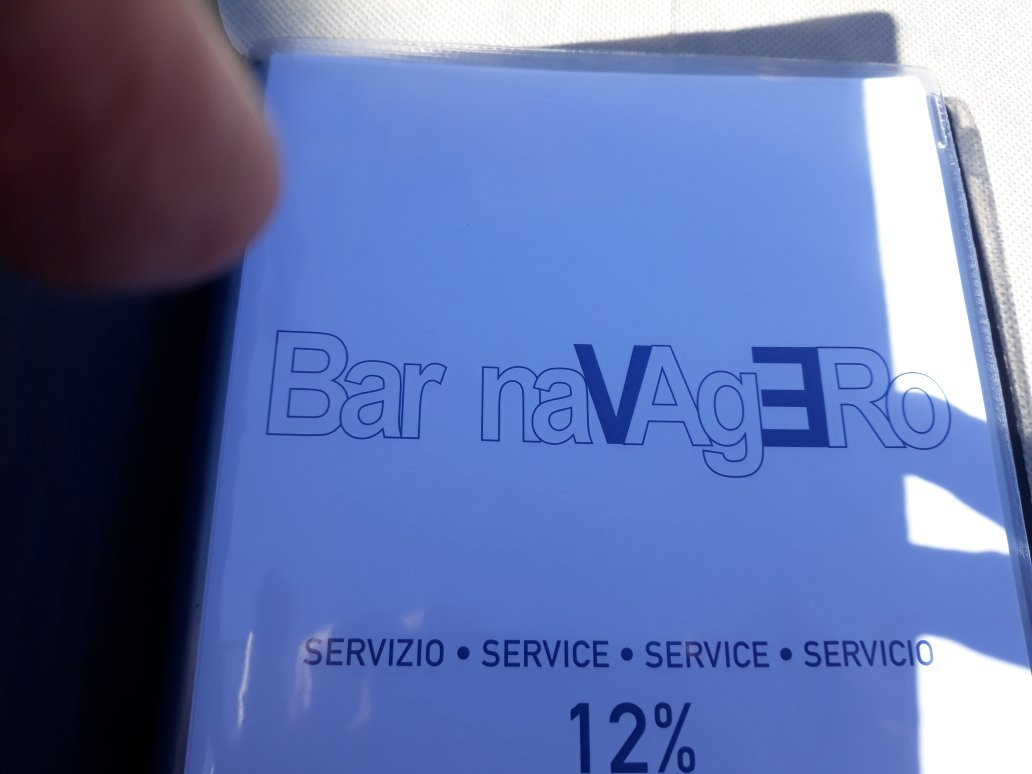 Bar naVAgERo
SERVIZIO • SERVICE • SERVICE • SERVICIO
12%